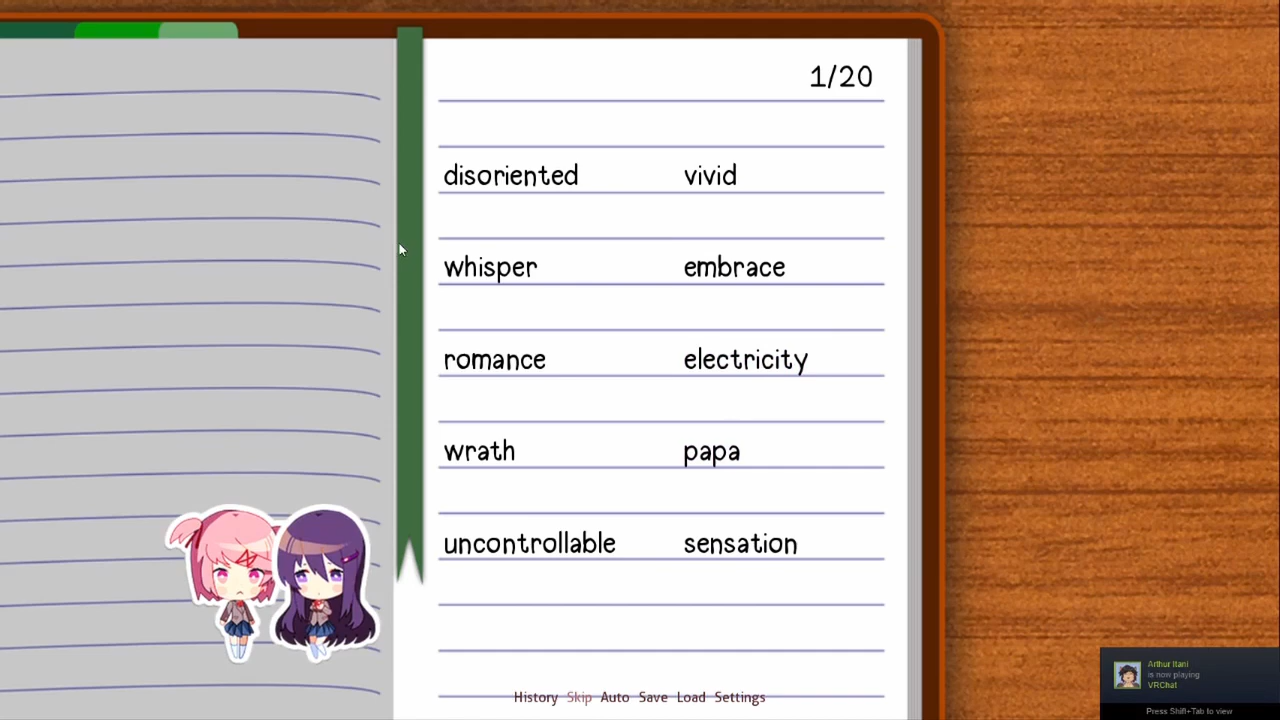 1/20
disoriented vivid
whisper embrace
romance electricity
wrath papa
uncontrollable sensation
History Skip Auto Save Load Settings
Arthur Itani
is now playing
VRChat
Press Shift+Tab to view